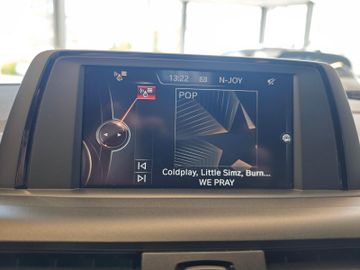 13:22 N-JOY
POP
Coldplay, Little Simz, Burn...
WE PRAY